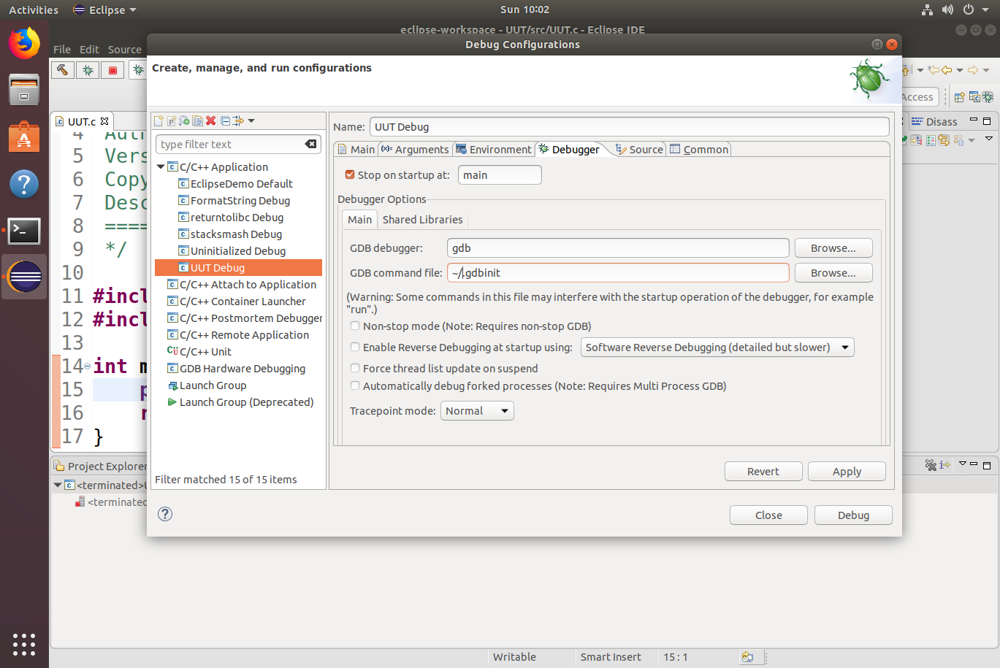 Activities
Eclipse
Sun 10:02
eclipse-workspace - UUT/src/UUT.c - Eclipse IDE
Debug Configurations
File Edit Source
Create, manage, and run configurations
Access
UUT.c
Disass
type filter text
C/C++ Application
EclipseDemo Default
FormatString Debug
returntolibc Debug
stacksmash Debug
Uninitialized Debug
UUT Debug
C/C++ Attach to Application
C/C++ Container Launcher
C/C++ Postmortem Debugger
C/C++ Remote Application
C/C++ Unit
GDB Hardware Debugging
Launch Group
Launch Group (Deprecated)
Filter matched 15 of 15 items
Name: UUT Debug
Main Arguments Environment Debugger Source Common
Stop on startup at: main
Debugger Options
Main Shared Libraries
GDB debugger: gdb Browse...
GDB command file: ~/.gdbinit Browse...
(Warning: Some commands in this file may interfere with the startup operation of the debugger, for example
"run".)
Non-stop mode (Note: Requires non-stop GDB)
Enable Reverse Debugging at startup using: Software Reverse Debugging (detailed but slower)
Force thread list update on suspend
Automatically debug forked processes (Note: Requires Multi Process GDB)
Tracepoint mode: Normal
Revert Apply
Close Debug
4 Auth
5 Vers
6 Copy
7 Desc
8 ====
9 */
10
11 #incl
12 #incl
13
14 int m
15 p
16 r
17 }
Project Explorer
<terminated>U
<terminated
Writable Smart Insert 15 : 1